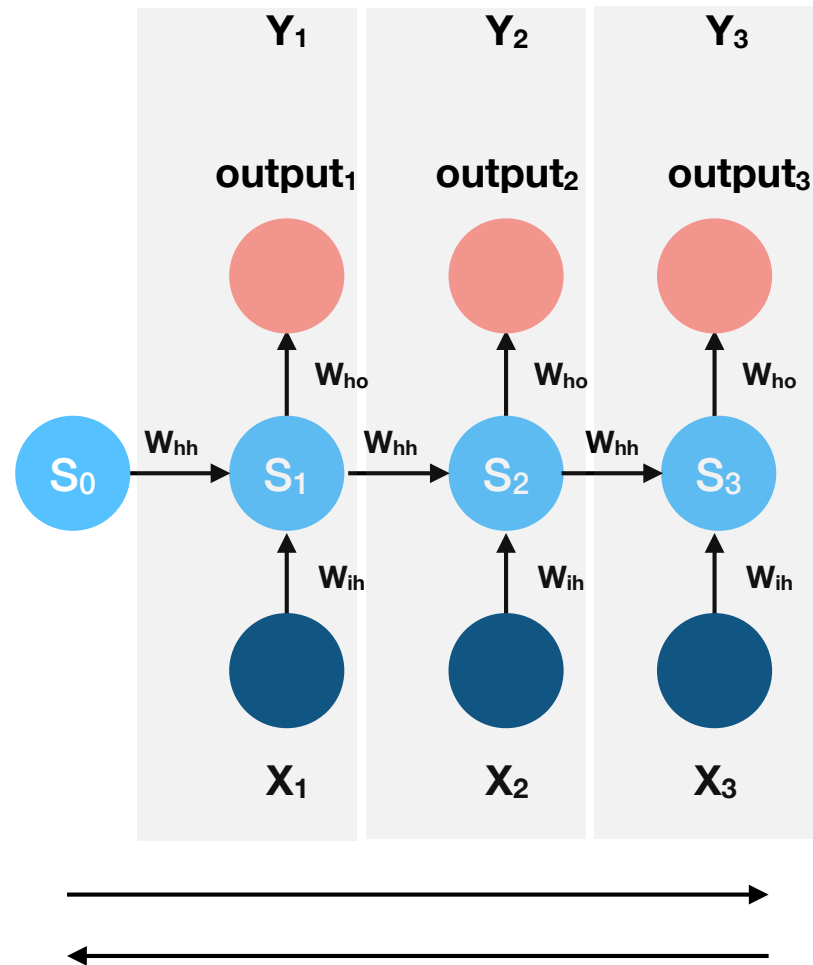 Y₁ Y₂ Y₃
output₁ output₂ output₃
Wₕₒ Wₕₒ Wₕₒ
Wₕₕ Wₕₕ Wₕₕ
S₀ S₁ S₂ S₃
Wᵢₕ Wᵢₕ Wᵢₕ
X₁ X₂ X₃